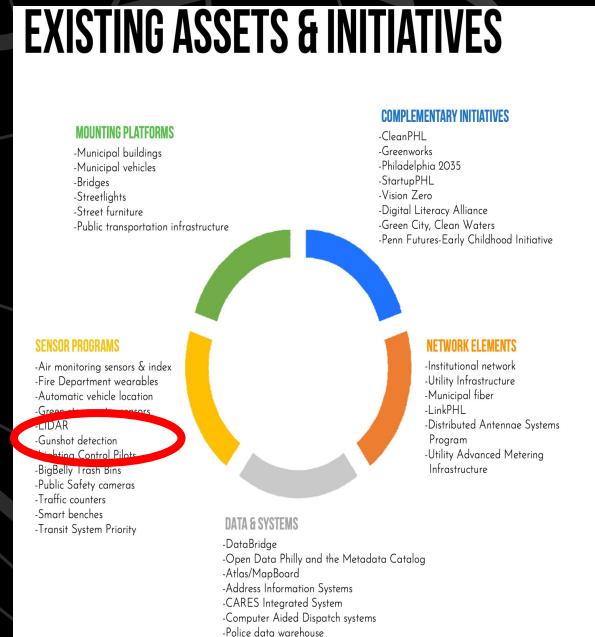 EXISTING ASSETS & INITIATIVES
MOUNTING PLATFORMS
-Municipal buildings
-Municipal vehicles
-Bridges
-Streetlights
-Street furniture
-Public transportation infrastructure
COMPLEMENTARY INITIATIVES
-CleanPHL
-Greenworks
-Philadelphia 2035
-StartupPHL
-Vision Zero
-Digital Literacy Alliance
-Green City, Clean Waters
-Penn Futures-Early Childhood Initiative
SENSOR PROGRAMS
-Air monitoring sensors & index
-Fire Department wearables
-Automatic vehicle location
-Green sensors
-LIDAR
-Gunshot detection
-Lighting Control Pilots
-BigBelly Trash Bins
-Public Safety cameras
-Traffic counters
-Smart benches
-Transit System Priority
NETWORK ELEMENTS
-Institutional network
-Utility Infrastructure
-Municipal fiber
-LinkPHL
-Distributed Antennae Systems
Program
-Utility Advanced Metering
Infrastructure
DATA & SYSTEMS
-DataBridge
-Open Data Philly and the Metadata Catalog
-Atlas/MapBoard
-Address Information Systems
-CARES Integrated System
-Computer Aided Dispatch systems
-Police data warehouse